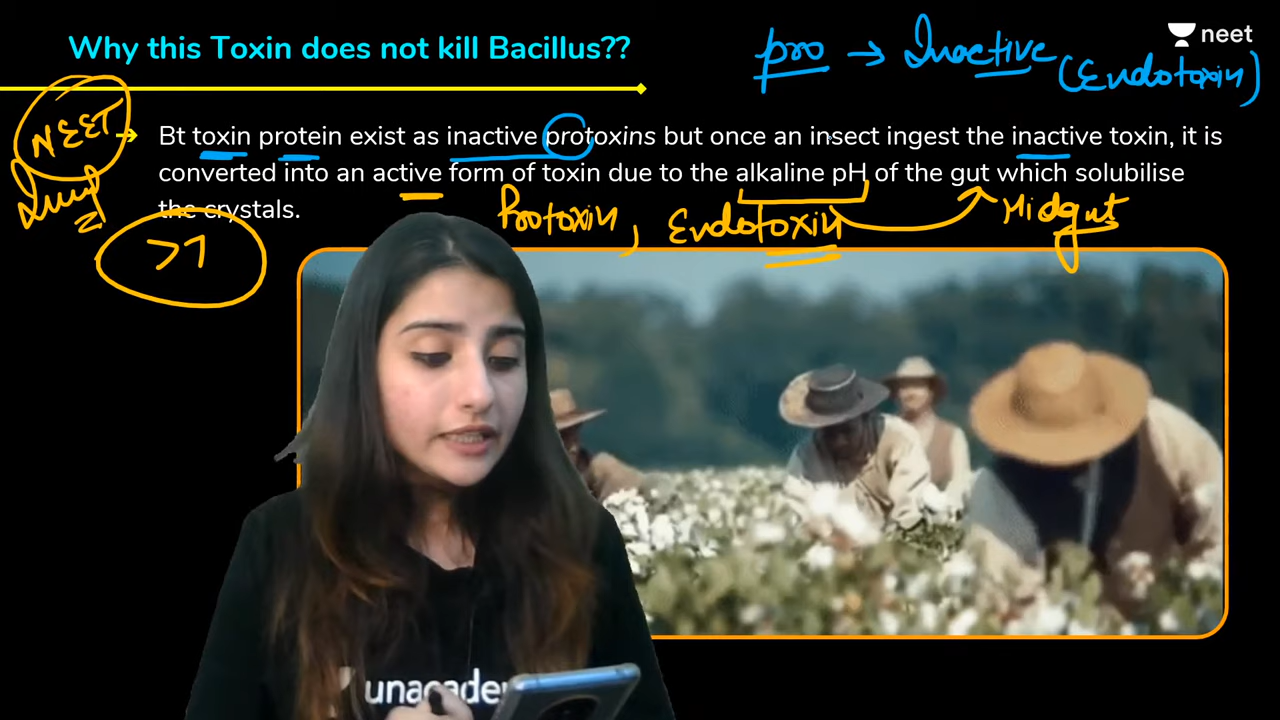 Why this Toxin does not kill Bacillus??
pro → Inactive (Endotoxin)
neet
NEET
Bt toxin protein exist as inactive protoxins but once an insect ingest the inactive toxin, it is
converted into an active form of toxin due to the alkaline pH of the gut which solubilise
the crystals.
Protoxin, Endotoxin
Midgut
>7
unacade